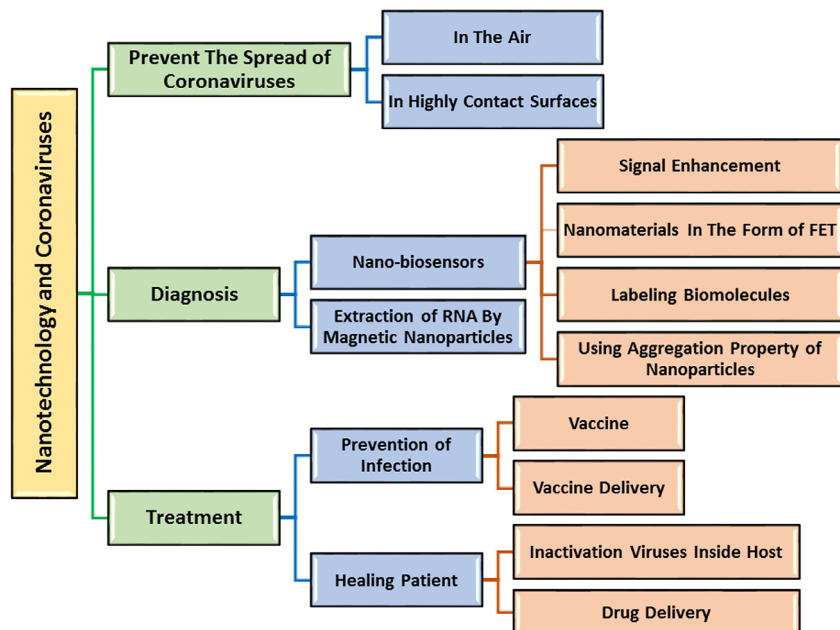 Nanotechnology and Coronaviruses
Prevent The Spread of
Coronaviruses
In The Air
In Highly Contact Surfaces
Diagnosis
Nano-biosensors
Signal Enhancement
Nanomaterials In The Form of FET
Labeling Biomolecules
Using Aggregation Property of
Nanoparticles
Extraction of RNA By
Magnetic Nanoparticles
Treatment
Prevention of
Infection
Vaccine
Vaccine Delivery
Healing Patient
Inactivation Viruses Inside Host
Drug Delivery